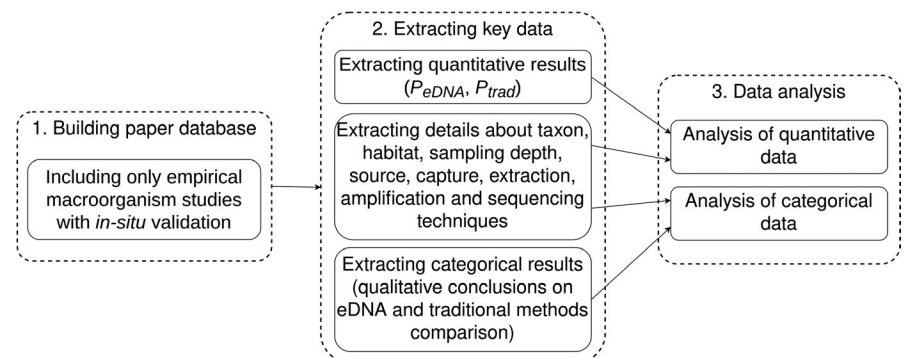 1. Building paper database
Including only empirical
macroorganism studies
with in-situ validation
2. Extracting key data
Extracting quantitative results
(PeDNA, Ptrad)
Extracting details about taxon,
habitat, sampling depth,
source, capture, extraction,
amplification and sequencing
techniques
Extracting categorical results
(qualitative conclusions on
eDNA and traditional methods
comparison)
3. Data analysis
Analysis of quantitative
data
Analysis of categorical
data